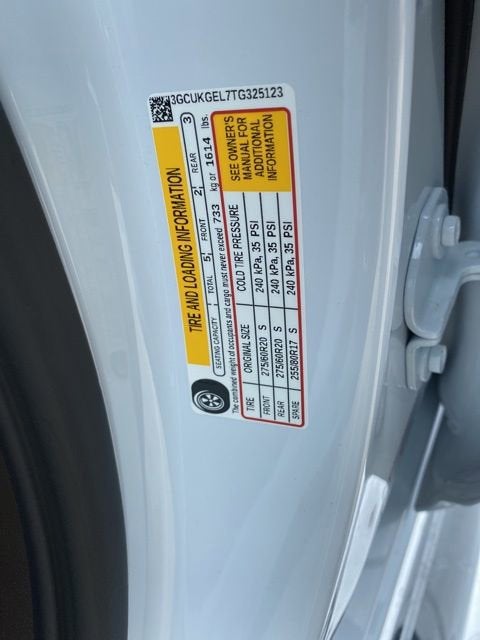 3GCUKGEL7TG325123
TIRE AND LOADING INFORMATION
SEATING CAPACITY TOTAL 5 FRONT 2 REAR 3
The combined weight of occupants and cargo must never exceed 733 kg or 1614 lbs.
TIRE ORIGINAL SIZE COLD TIRE PRESSURE
FRONT 275/60R20 S 240 kPa, 35 PSI
REAR 275/60R20 S 240 kPa, 35 PSI
SPARE 255/80R17 S 240 kPa, 35 PSI
SEE OWNER'S
MANUAL FOR
ADDITIONAL
INFORMATION